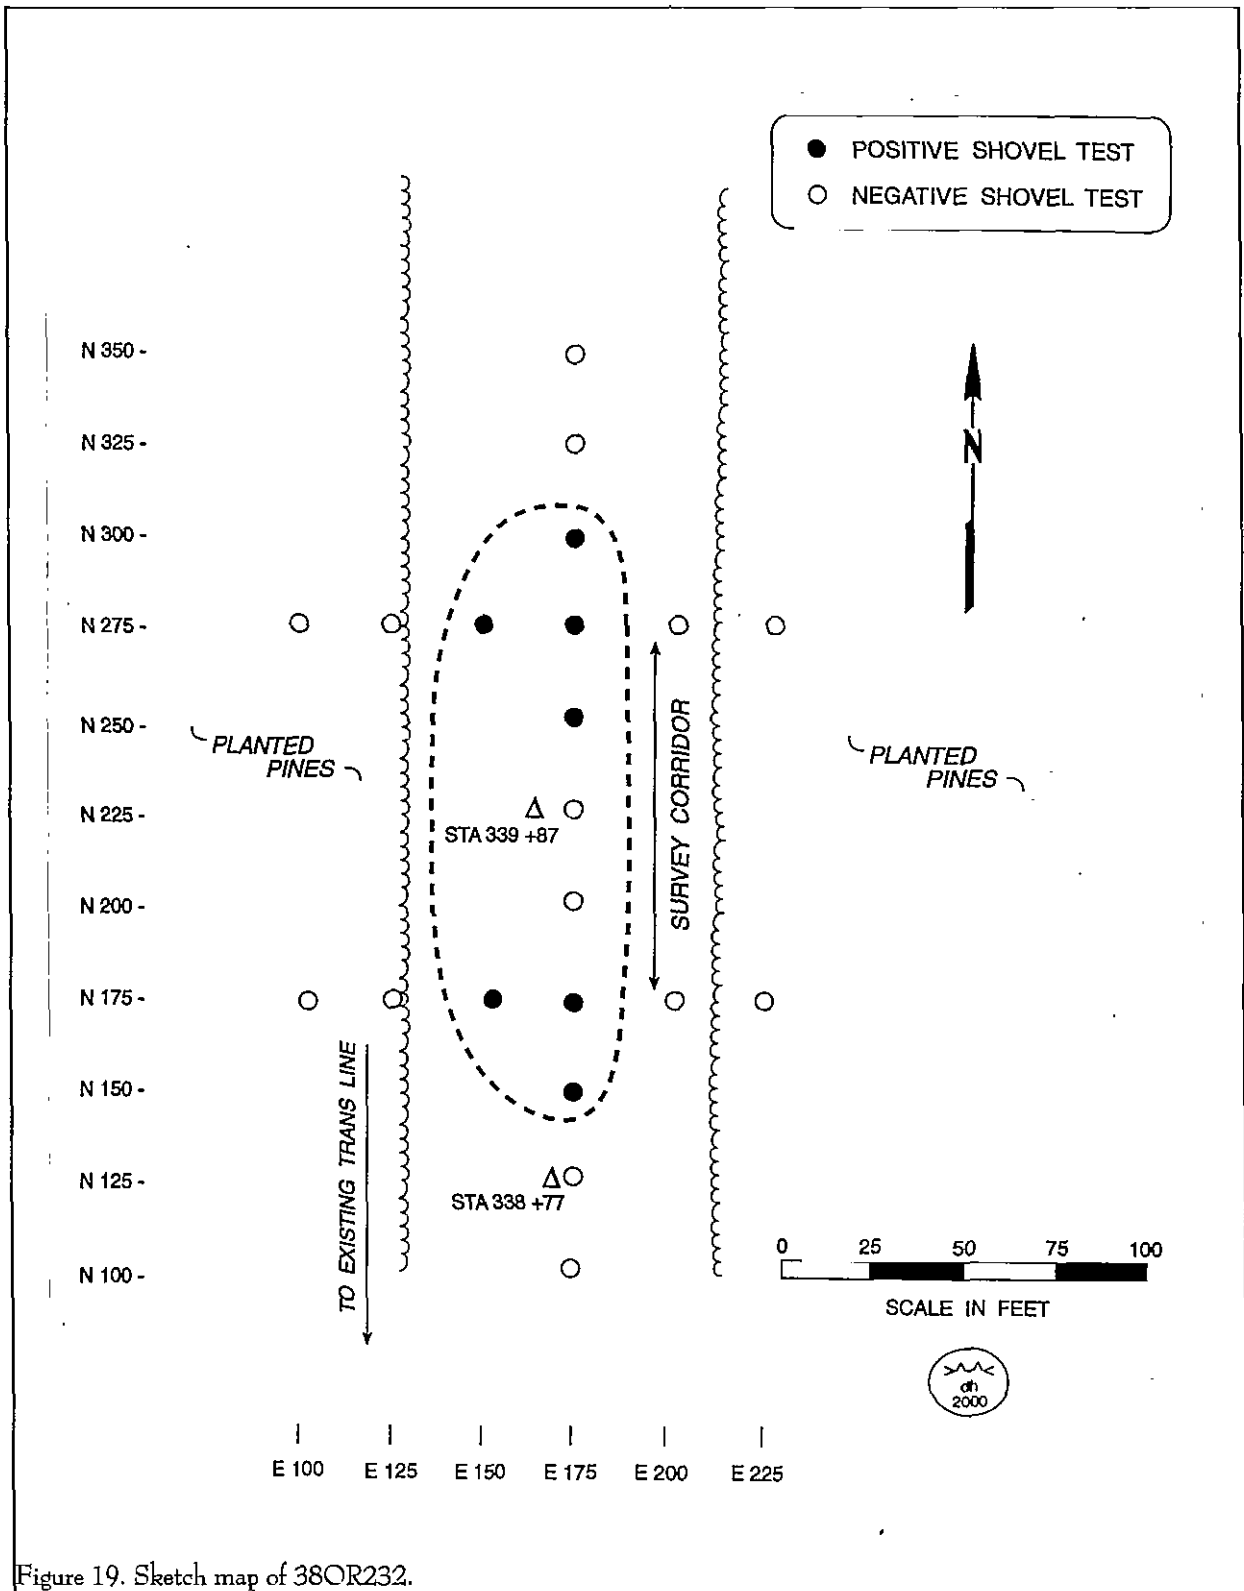 POSITIVE SHOVEL TEST
NEGATIVE SHOVEL TEST
N 350 -
N 325 -
N
N 300 -
N 275 -
N 250 -
PLANTED
PINES
SURVEY CORRIDOR
PLANTED
PINES
N 225 -
STA 339 +87
N 200 -
N 175 -
N 150 -
TO EXISTING TRANS LINE
N 125 -
STA 338 +77
N 100 -
0 25 50 75 100
SCALE IN FEET
dh
2000
E 100 E 125 E 150 E 175 E 200 E 225
Figure 19. Sketch map of 38OR232.